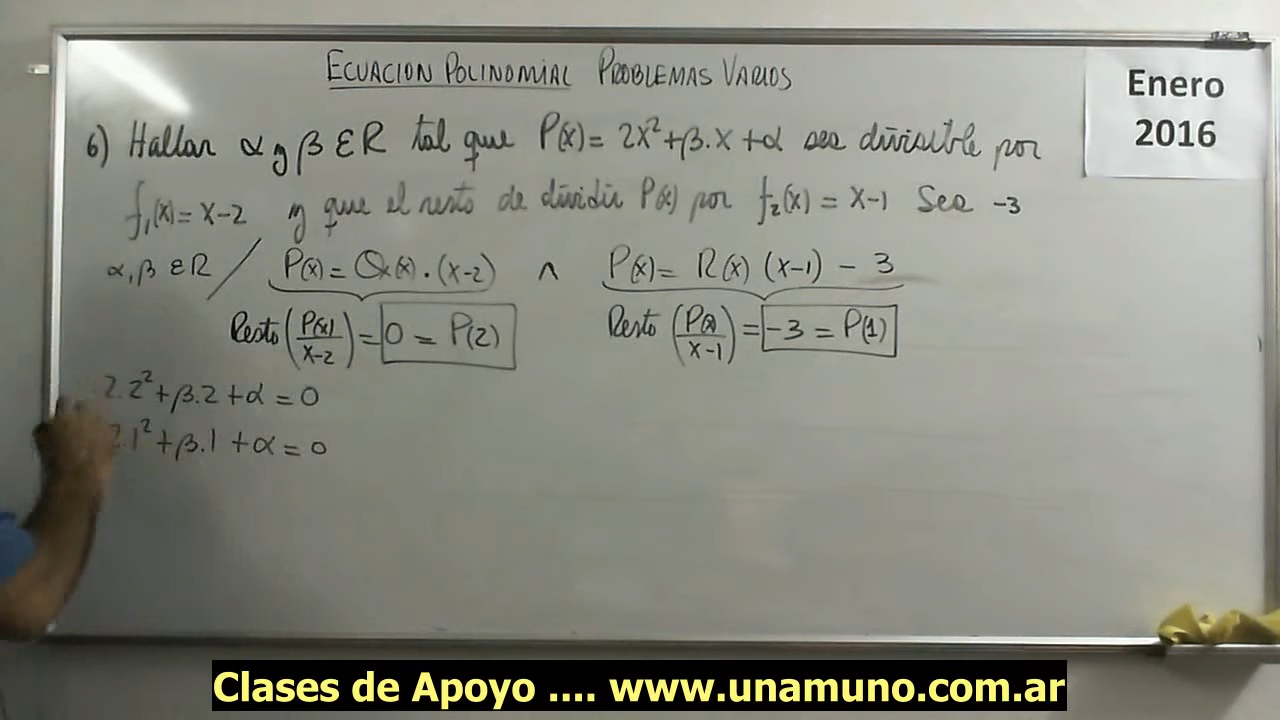 ECUACION POLINOMIAL PROBLEMAS VARIOS
Enero
2016
6) Hallar α y β ∈ R tal que P(x) = 2x² + β.x + α sea divisible por
f₁(x) = x-2 y que el resto de dividir P(x) por f₂(x) = x-1 Sea -3
α, β ∈ R / P(x) = Q(x) . (x-2) ∧ P(x) = R(x) (x-1) - 3
Resto (P(x)/x-2) = 0 = P(2) Resto (P(x)/x-1) = -3 = P(1)
2.2² + β.2 + α = 0
2.1² + β.1 + α = 0
Clases de Apoyo .... www.unamuno.com.ar